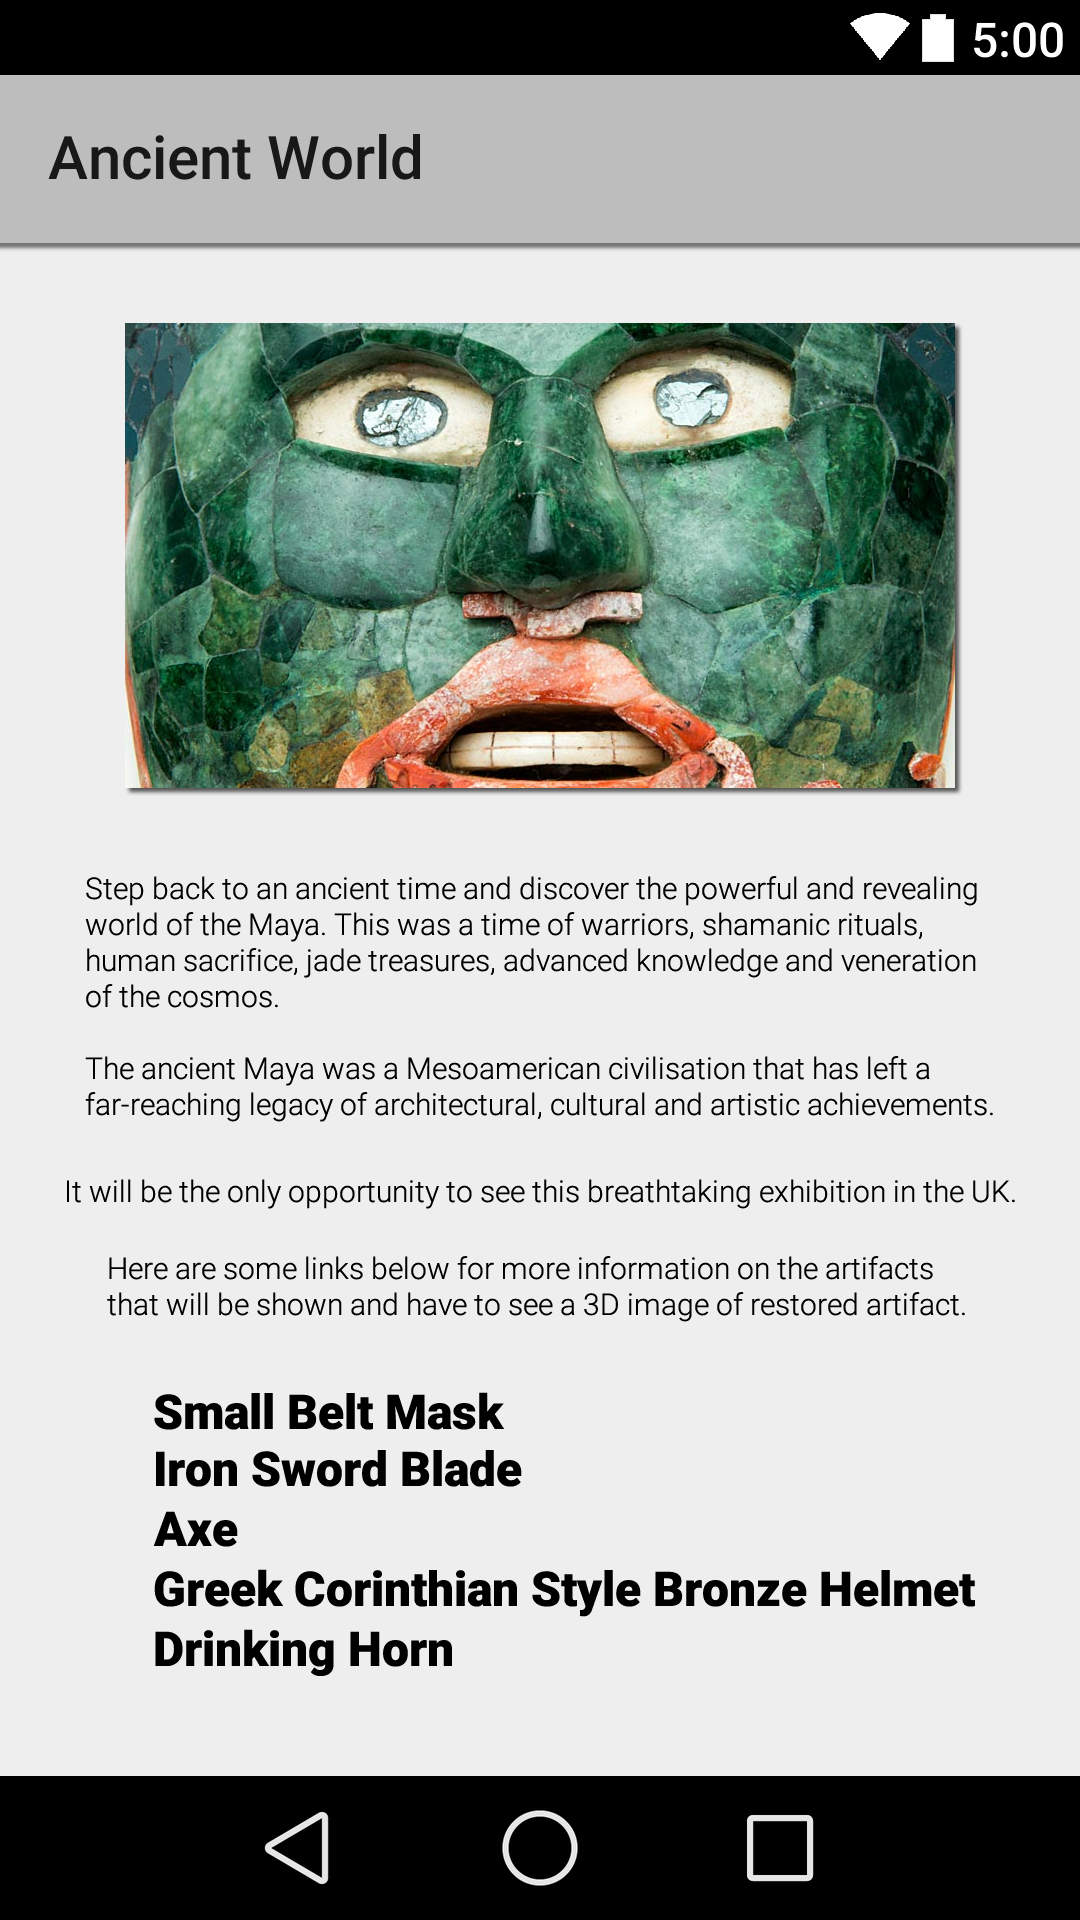 5:00
Ancient World
Step back to an ancient time and discover the powerful and revealing
world of the Maya. This was a time of warriors, shamanic rituals,
human sacrifice, jade treasures, advanced knowledge and veneration
of the cosmos.
The ancient Maya was a Mesoamerican civilisation that has left a
far-reaching legacy of architectural, cultural and artistic achievements.
It will be the only opportunity to see this breathtaking exhibition in the UK.
Here are some links below for more information on the artifacts
that will be shown and have to see a 3D image of restored artifact.
Small Belt Mask
Iron Sword Blade
Axe
Greek Corinthian Style Bronze Helmet
Drinking Horn